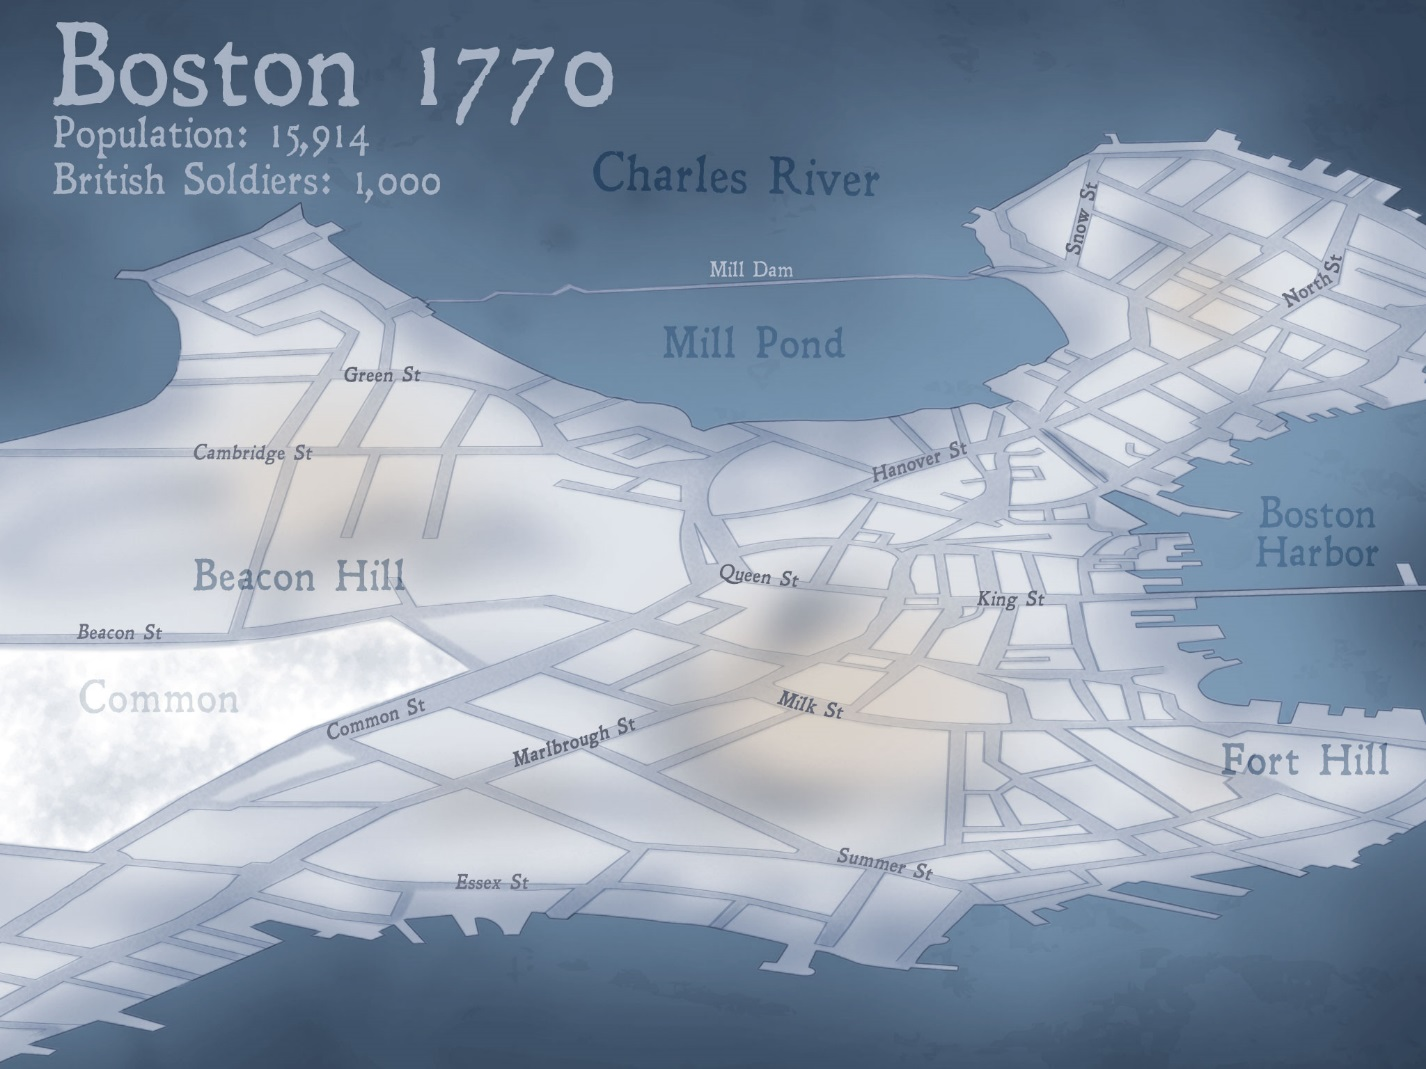 Boston 1770
Population: 15,914
British Soldiers: 1,000
Charles River
Snow St
Mill Dam
North St
Mill Pond
Green St
Cambridge St
Hanover St
Boston
Harbor
Beacon Hill
Queen St
King St
Beacon St
Common
Common St
Milk St
Marlbrough St
Fort Hill
Summer St
Essex St